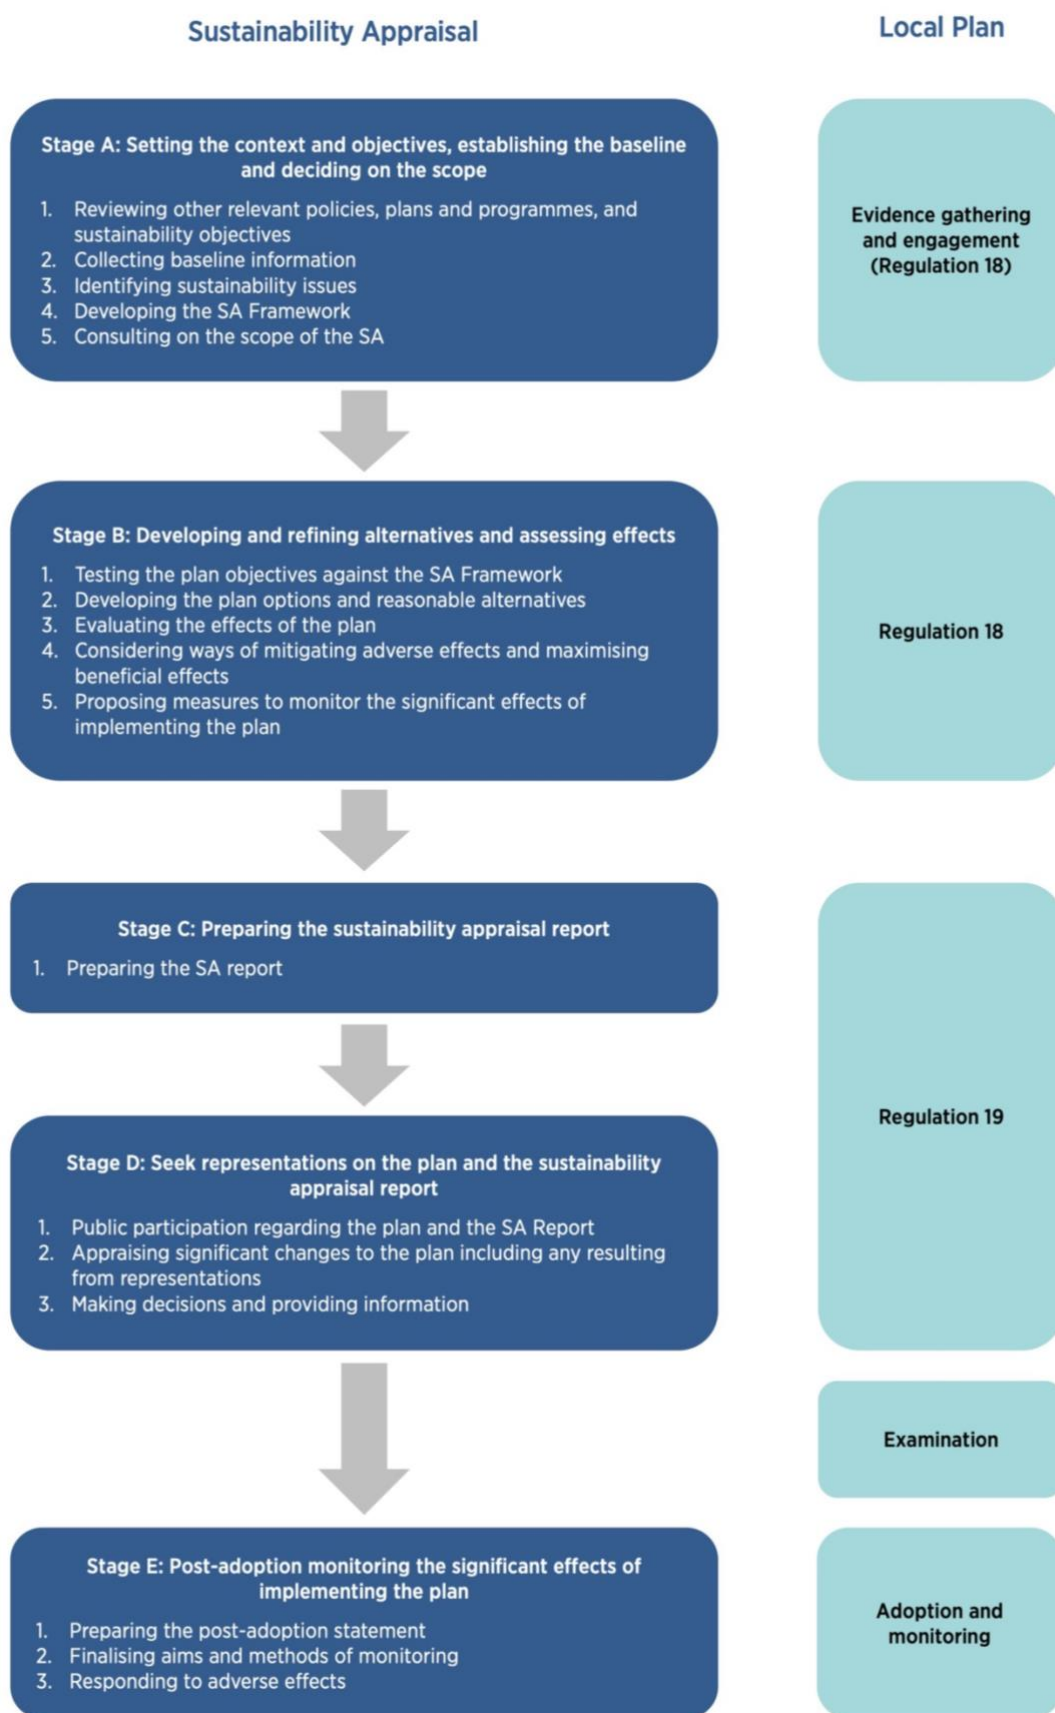 Sustainability Appraisal
Local Plan
Stage A: Setting the context and objectives, establishing the baseline
and deciding on the scope
1. Reviewing other relevant policies, plans and programmes, and
sustainability objectives
2. Collecting baseline information
3. Identifying sustainability issues
4. Developing the SA Framework
5. Consulting on the scope of the SA
Evidence gathering
and engagement
(Regulation 18)
Stage B: Developing and refining alternatives and assessing effects
1. Testing the plan objectives against the SA Framework
2. Developing the plan options and reasonable alternatives
3. Evaluating the effects of the plan
4. Considering ways of mitigating adverse effects and maximising
beneficial effects
5. Proposing measures to monitor the significant effects of
implementing the plan
Regulation 18
Stage C: Preparing the sustainability appraisal report
1. Preparing the SA report
Stage D: Seek representations on the plan and the sustainability
appraisal report
1. Public participation regarding the plan and the SA Report
2. Appraising significant changes to the plan including any resulting
from representations
3. Making decisions and providing information
Regulation 19
Examination
Stage E: Post-adoption monitoring the significant effects of
implementing the plan
1. Preparing the post-adoption statement
2. Finalising aims and methods of monitoring
3. Responding to adverse effects
Adoption and
monitoring